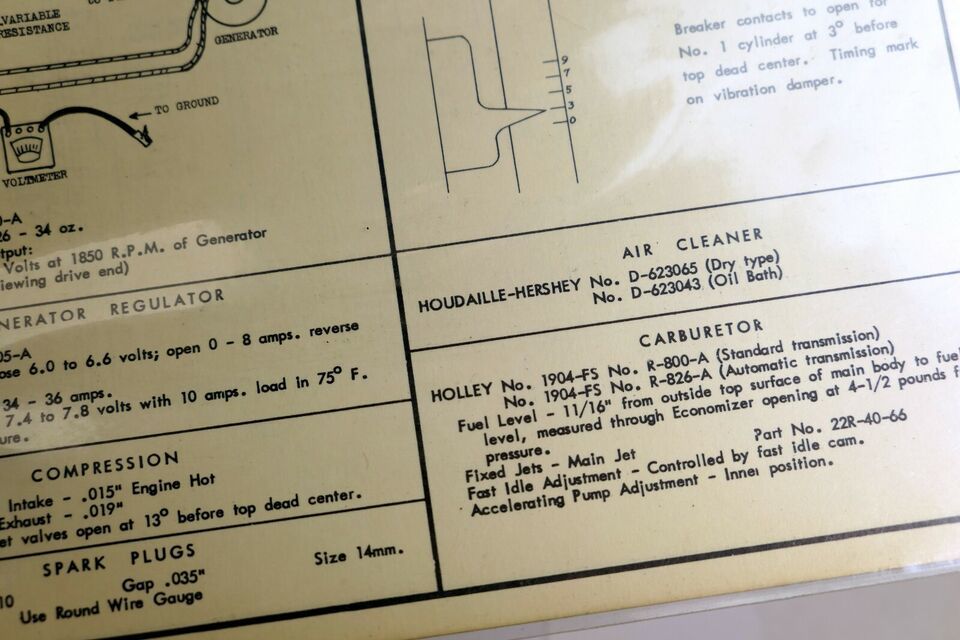 VARIABLE
RESISTANCE
to
GENERATOR
TO GROUND
VOLTMETER
-A
26 - 34 oz.
tput:
Volts at 1850 R.P.M. of Generator
iewing drive end)
NERATOR REGULATOR
05-A
ose 6.0 to 6.6 volts; open 0 - 8 amps. reverse
34 - 36 amps.
7.4 to 7.8 volts with 10 amps. load in 75° F.
ure.
COMPRESSION
Intake - .015" Engine Hot
Exhaust - .019"
et valves open at 13° before top dead center.
SPARK PLUGS
10
Gap .035"
Size 14mm.
Use Round Wire Gauge
9
7
5
3
0
Breaker contacts to open for
No. 1 cylinder at 3° before
top dead center. Timing mark
on vibration damper.
AIR CLEANER
HOUDAILLE-HERSHEY No. D-623065 (Dry type)
No. D-623043 (Oil Bath)
CARBURETOR
HOLLEY No. 1904-FS No. R-800-A (Standard transmission)
No. 1904-FS No. R-826-A (Automatic transmission)
Fuel Level - 11/16" from outside top surface of main body to fuel
level, measured through Economizer opening at 4-1/2 pounds f
pressure.
Fixed Jets - Main Jet Part No. 22R-40-66
Fast Idle Adjustment - Controlled by fast idle cam.
Accelerating Pump Adjustment - Inner position.